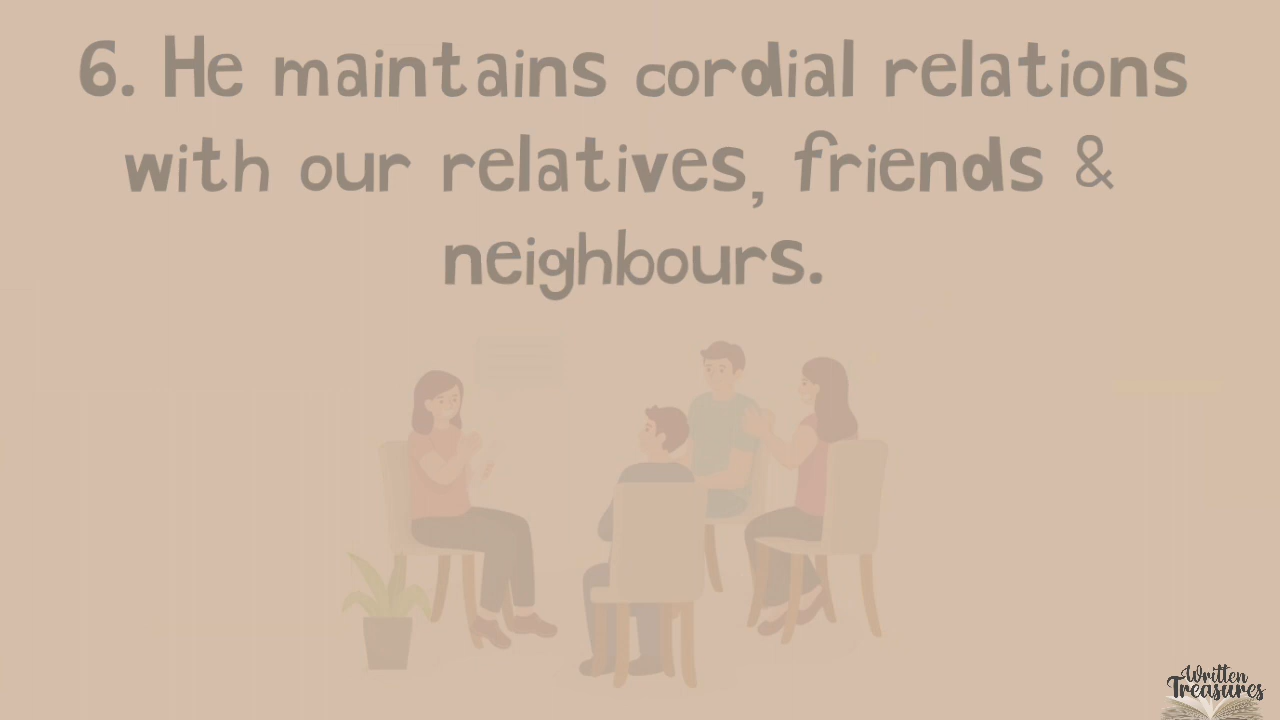 6. He maintains cordial relations
with our relatives, friends &
neighbours.
Written
Treasures